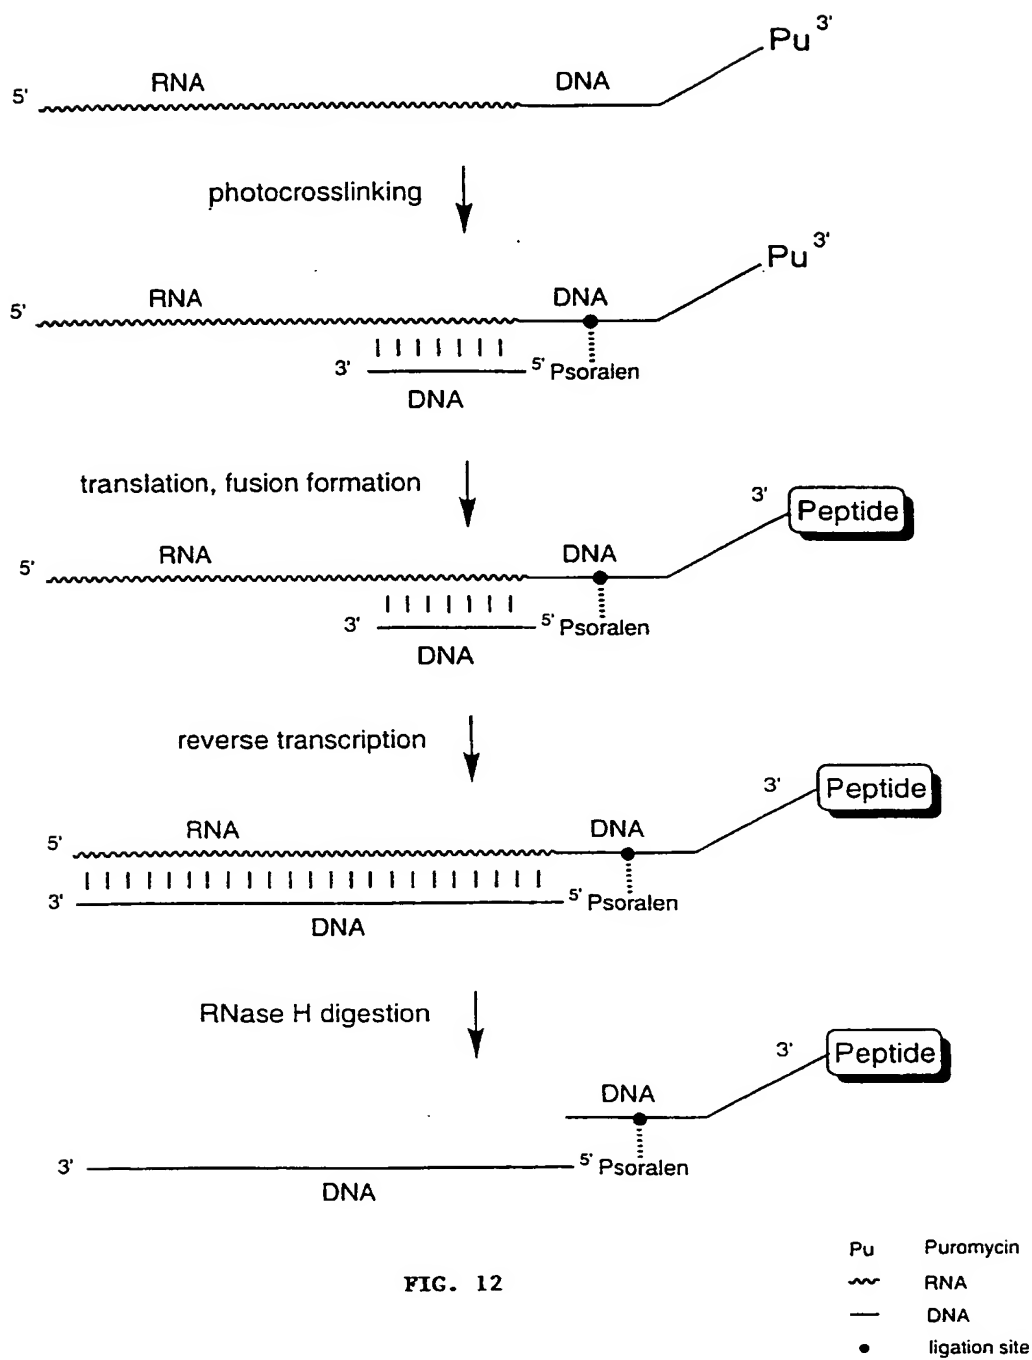 Pu 3'
RNA DNA
5'
photocrosslinking
Pu 3'
RNA DNA
5'
3' 5' Psoralen
DNA
translation, fusion formation
3' Peptide
RNA DNA
5'
3' 5' Psoralen
DNA
reverse transcription
3' Peptide
RNA DNA
5'
3' 5' Psoralen
DNA
RNase H digestion
3' Peptide
DNA
3' 5' Psoralen
DNA
FIG. 12
Pu Puromycin
RNA
DNA
ligation site